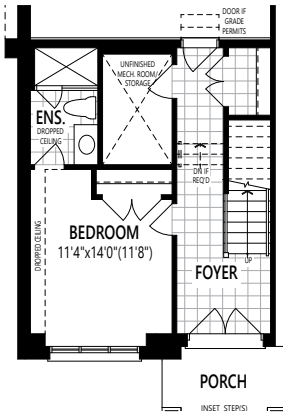 DOOR IF
GRADE
PERMITS
UNFINISHED
MECH. ROOM/
STORAGE
ENS.
DROPPED
CEILING
DN IF
REQ'D
DROPPED CEILING
BEDROOM
11'4"x14'0"(11'8")
UP
FOYER
PORCH
INSET STEP(S)